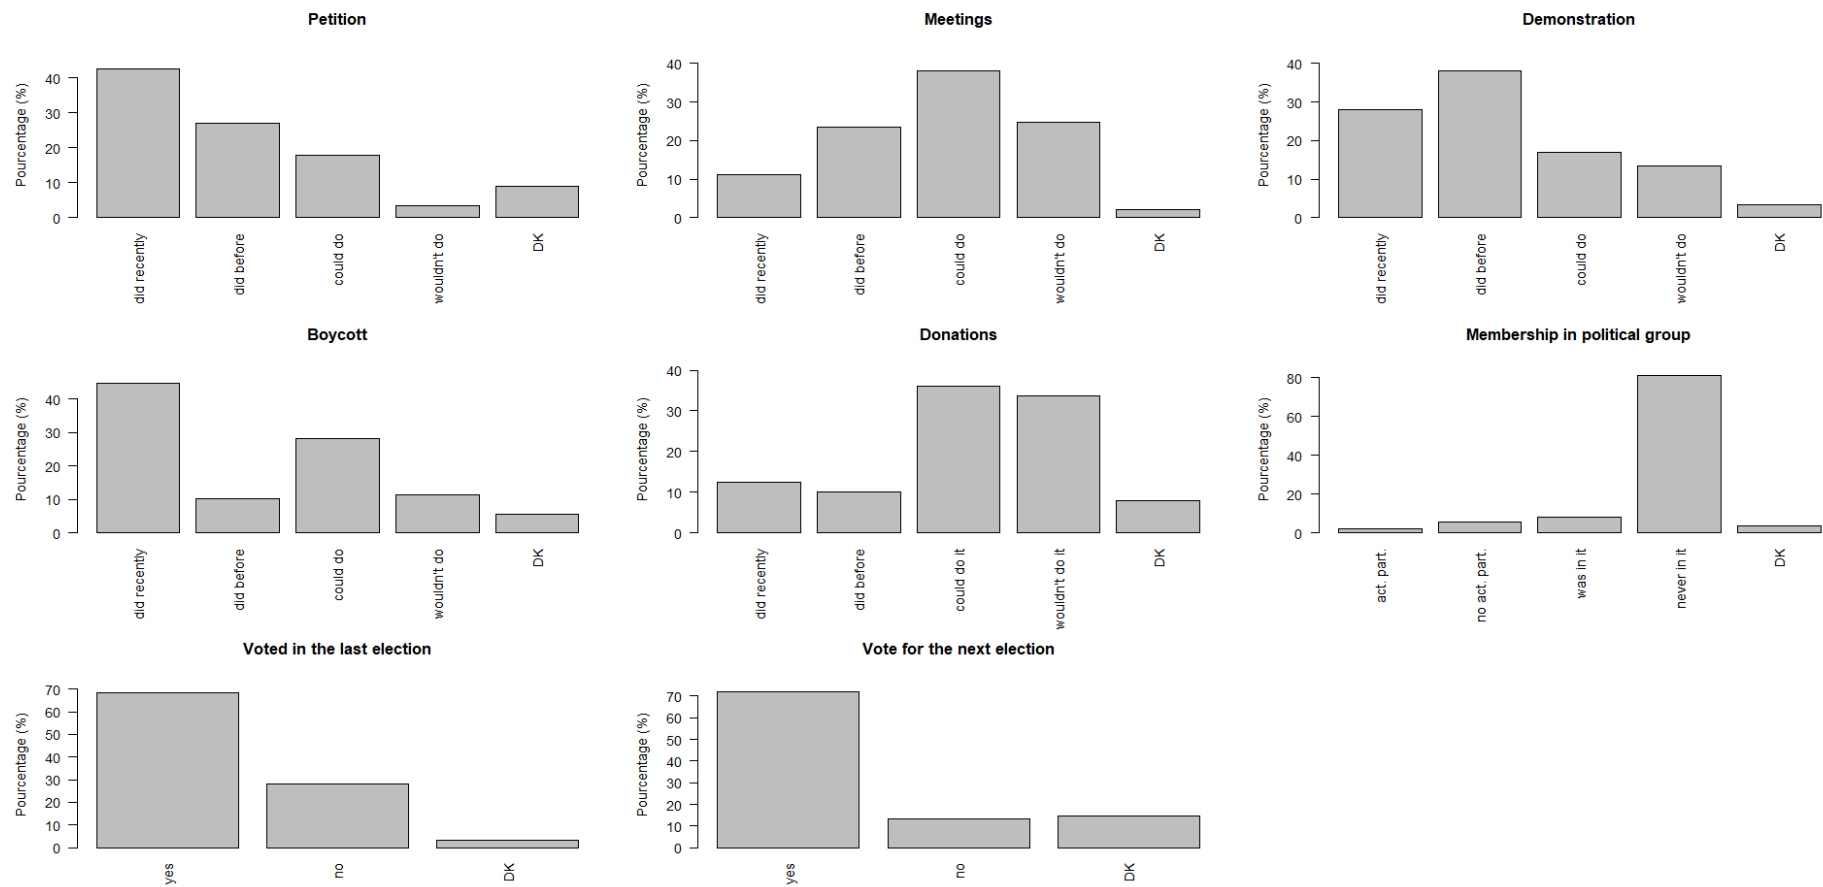 Petition
Pourcentage (%)
40
30
20
10
0
did recently
did before
could do
wouldn't do
DK
Meetings
Pourcentage (%)
40
30
20
10
0
did recently
did before
could do
wouldn't do
DK
Demonstration
Pourcentage (%)
40
30
20
10
0
did recently
did before
could do
wouldn't do
DK
Boycott
Pourcentage (%)
40
30
20
10
0
did recently
did before
could do
wouldn't do
DK
Donations
Pourcentage (%)
40
30
20
10
0
did recently
did before
could do it
wouldn't do it
DK
Membership in political group
Pourcentage (%)
80
60
40
20
0
act. part.
no act. part.
was in it
never in it
DK
Voted in the last election
Pourcentage (%)
70
60
50
40
30
20
10
0
yes
no
DK
Vote for the next election
Pourcentage (%)
70
60
50
40
30
20
10
0
yes
no
DK